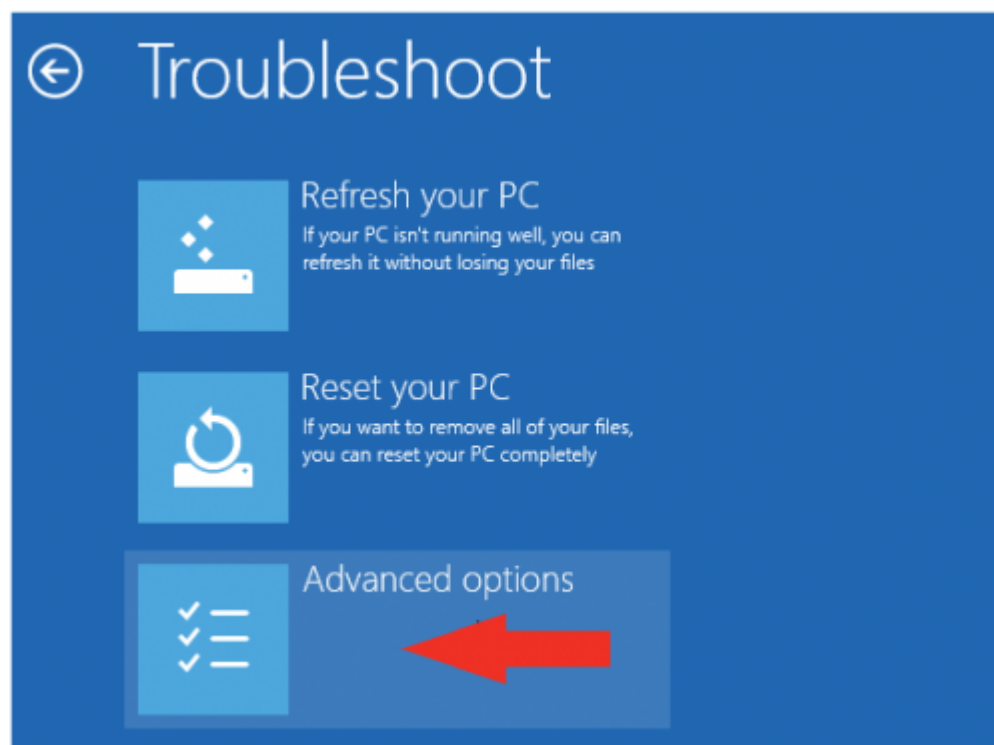 Troubleshoot
Refresh your PC
If your PC isn't running well, you can
refresh it without losing your files
Reset your PC
If you want to remove all of your files,
you can reset your PC completely
Advanced options